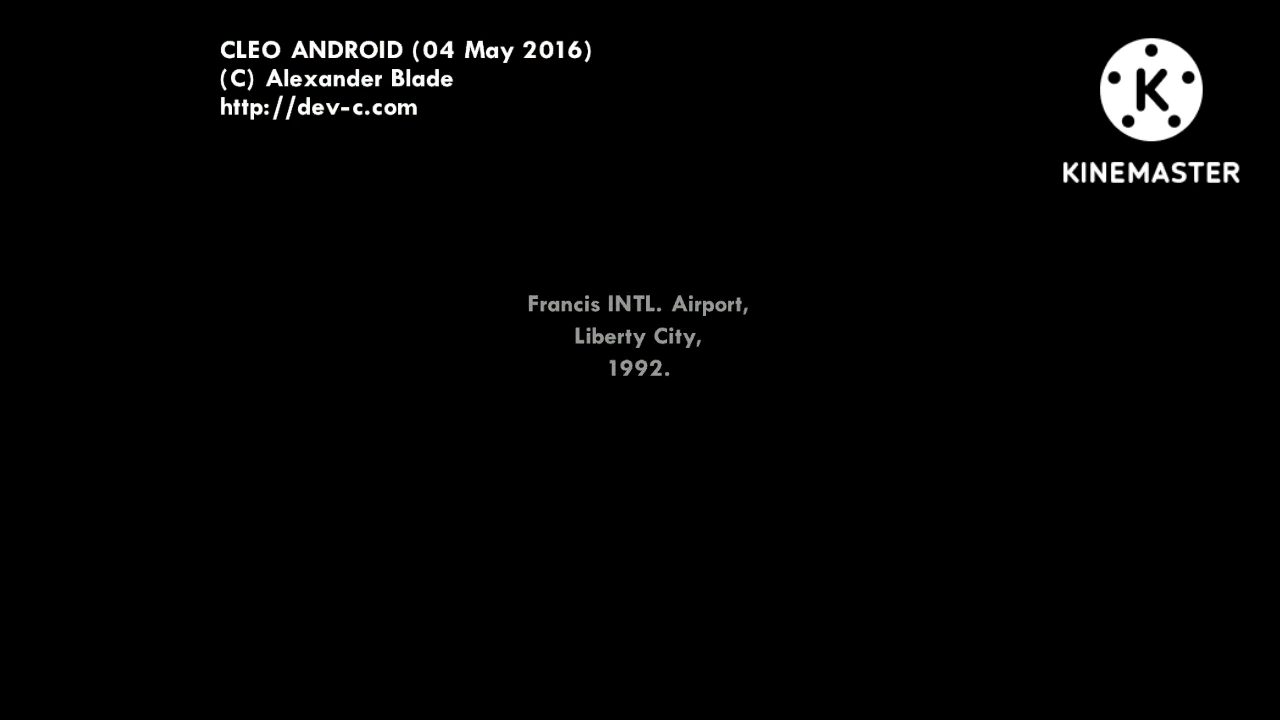 CLEO ANDROID (04 May 2016)
(C) Alexander Blade
http://dev-c.com
K
KINEMASTER
Francis INTL. Airport,
Liberty City,
1992.